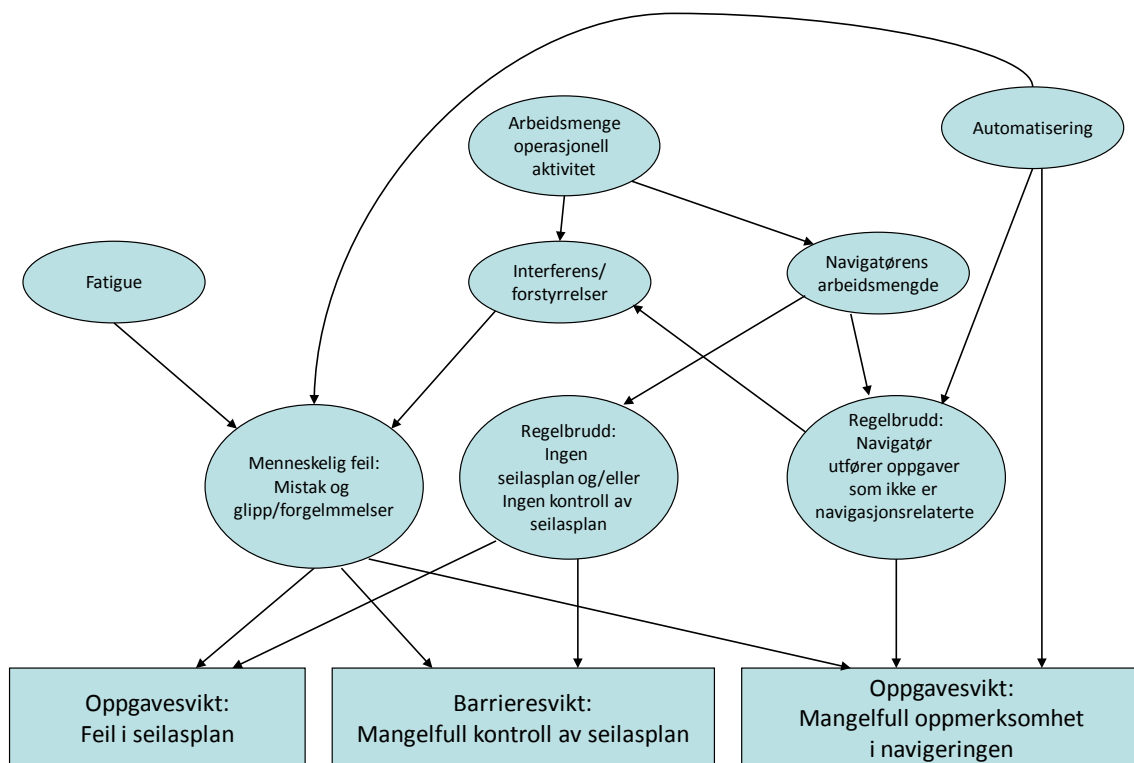 Arbeidsmenge
operasjonell
aktivitet
Automatisering
Fatigue
Interferens/
forstyrrelser
Navigatørens
arbeidsmengde
Menneskelig feil:
Mistak og
glipp/forgelmmelser
Regelbrudd:
Ingen
seilasplan og/eller
Ingen kontroll av
seilasplan
Regelbrudd:
Navigatør
utfører oppgaver
som ikke er
navigasjonsrelaterte
Oppgavesvikt:
Feil i seilasplan
Barrieresvikt:
Mangelfull kontroll av seilasplan
Oppgavesvikt:
Mangelfull oppmerksomhet
i navigeringen